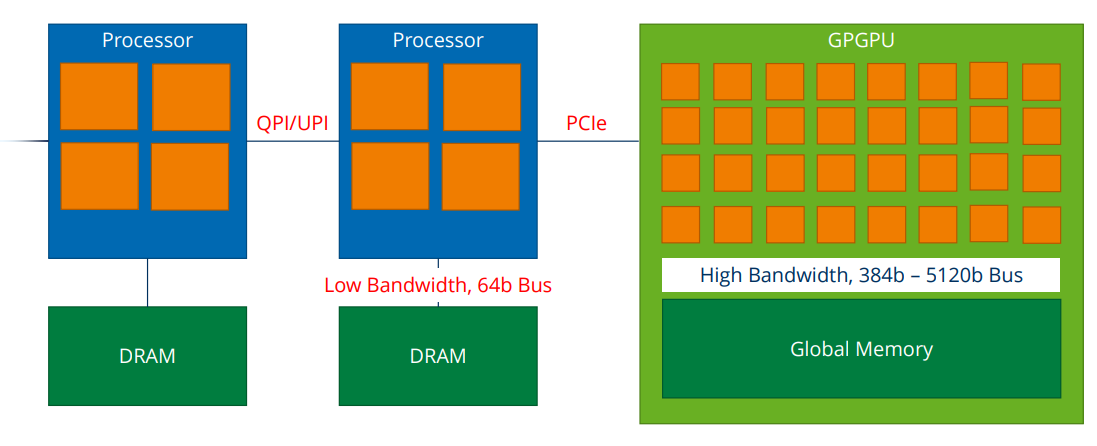 Processor
Processor
GPGPU
QPI/UPI
PCIe
Low Bandwidth, 64b Bus
High Bandwidth, 384b – 5120b Bus
DRAM
DRAM
Global Memory